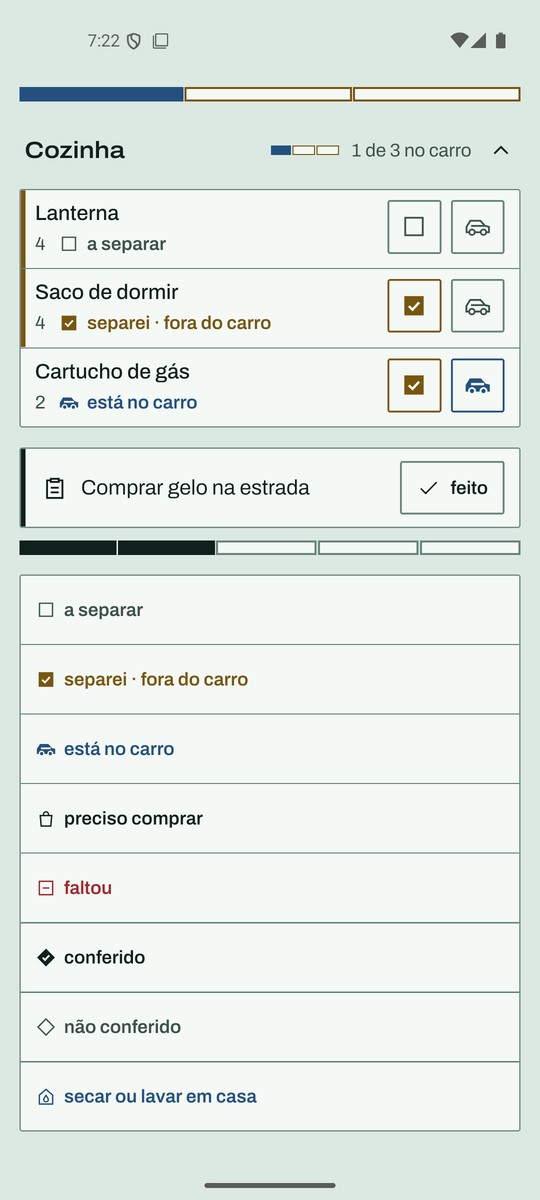 7:22
Cozinha
1 de 3 no carro
Lanterna
4 a separar
Saco de dormir
4 separei · fora do carro
Cartucho de gás
2 está no carro
Comprar gelo na estrada
feito
a separar
separei · fora do carro
está no carro
preciso comprar
faltou
conferido
não conferido
secar ou lavar em casa